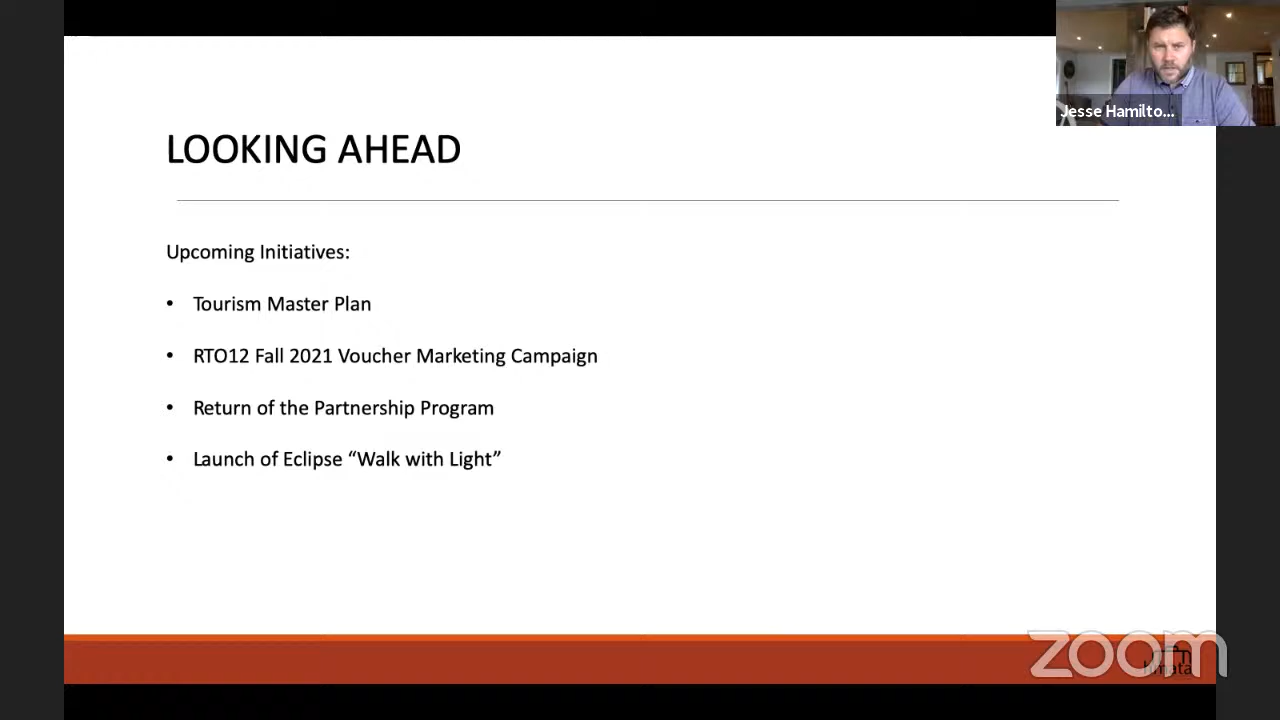 Jesse Hamilto...
LOOKING AHEAD
Upcoming Initiatives:
• Tourism Master Plan
• RTO12 Fall 2021 Voucher Marketing Campaign
• Return of the Partnership Program
• Launch of Eclipse “Walk with Light”
zoom
hmata